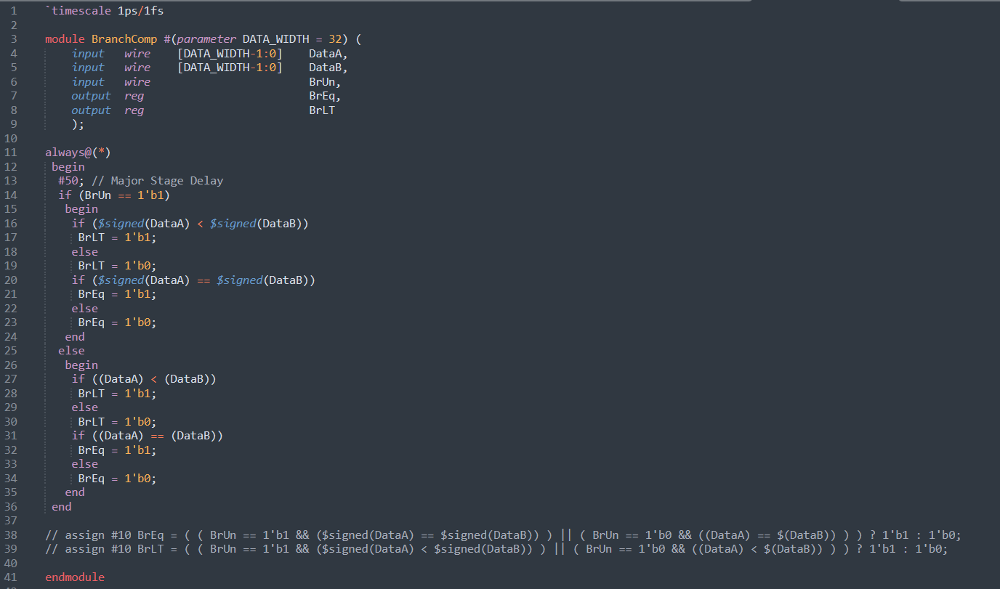 1 `timescale 1ps/1fs
2
3 module BranchComp #(parameter DATA_WIDTH = 32) (
4 input wire [DATA_WIDTH-1:0] DataA,
5 input wire [DATA_WIDTH-1:0] DataB,
6 input wire BrUn,
7 output reg BrEq,
8 output reg BrLT
9 );
10
11 always@(*)
12 begin
13 #50; // Major Stage Delay
14 if (BrUn == 1'b1)
15 begin
16 if ($signed(DataA) < $signed(DataB))
17 BrLT = 1'b1;
18 else
19 BrLT = 1'b0;
20 if ($signed(DataA) == $signed(DataB))
21 BrEq = 1'b1;
22 else
23 BrEq = 1'b0;
24 end
25 else
26 begin
27 if ((DataA) < (DataB))
28 BrLT = 1'b1;
29 else
30 BrLT = 1'b0;
31 if ((DataA) == (DataB))
32 BrEq = 1'b1;
33 else
34 BrEq = 1'b0;
35 end
36 end
37
38 // assign #10 BrEq = ( ( BrUn == 1'b1 && ($signed(DataA) == $signed(DataB)) ) || ( BrUn == 1'b0 && ((DataA) == $(DataB)) ) ) ? 1'b1 : 1'b0;
39 // assign #10 BrLT = ( ( BrUn == 1'b1 && ($signed(DataA) < $signed(DataB)) ) || ( BrUn == 1'b0 && ((DataA) < $(DataB)) ) ) ? 1'b1 : 1'b0;
40
41 endmodule